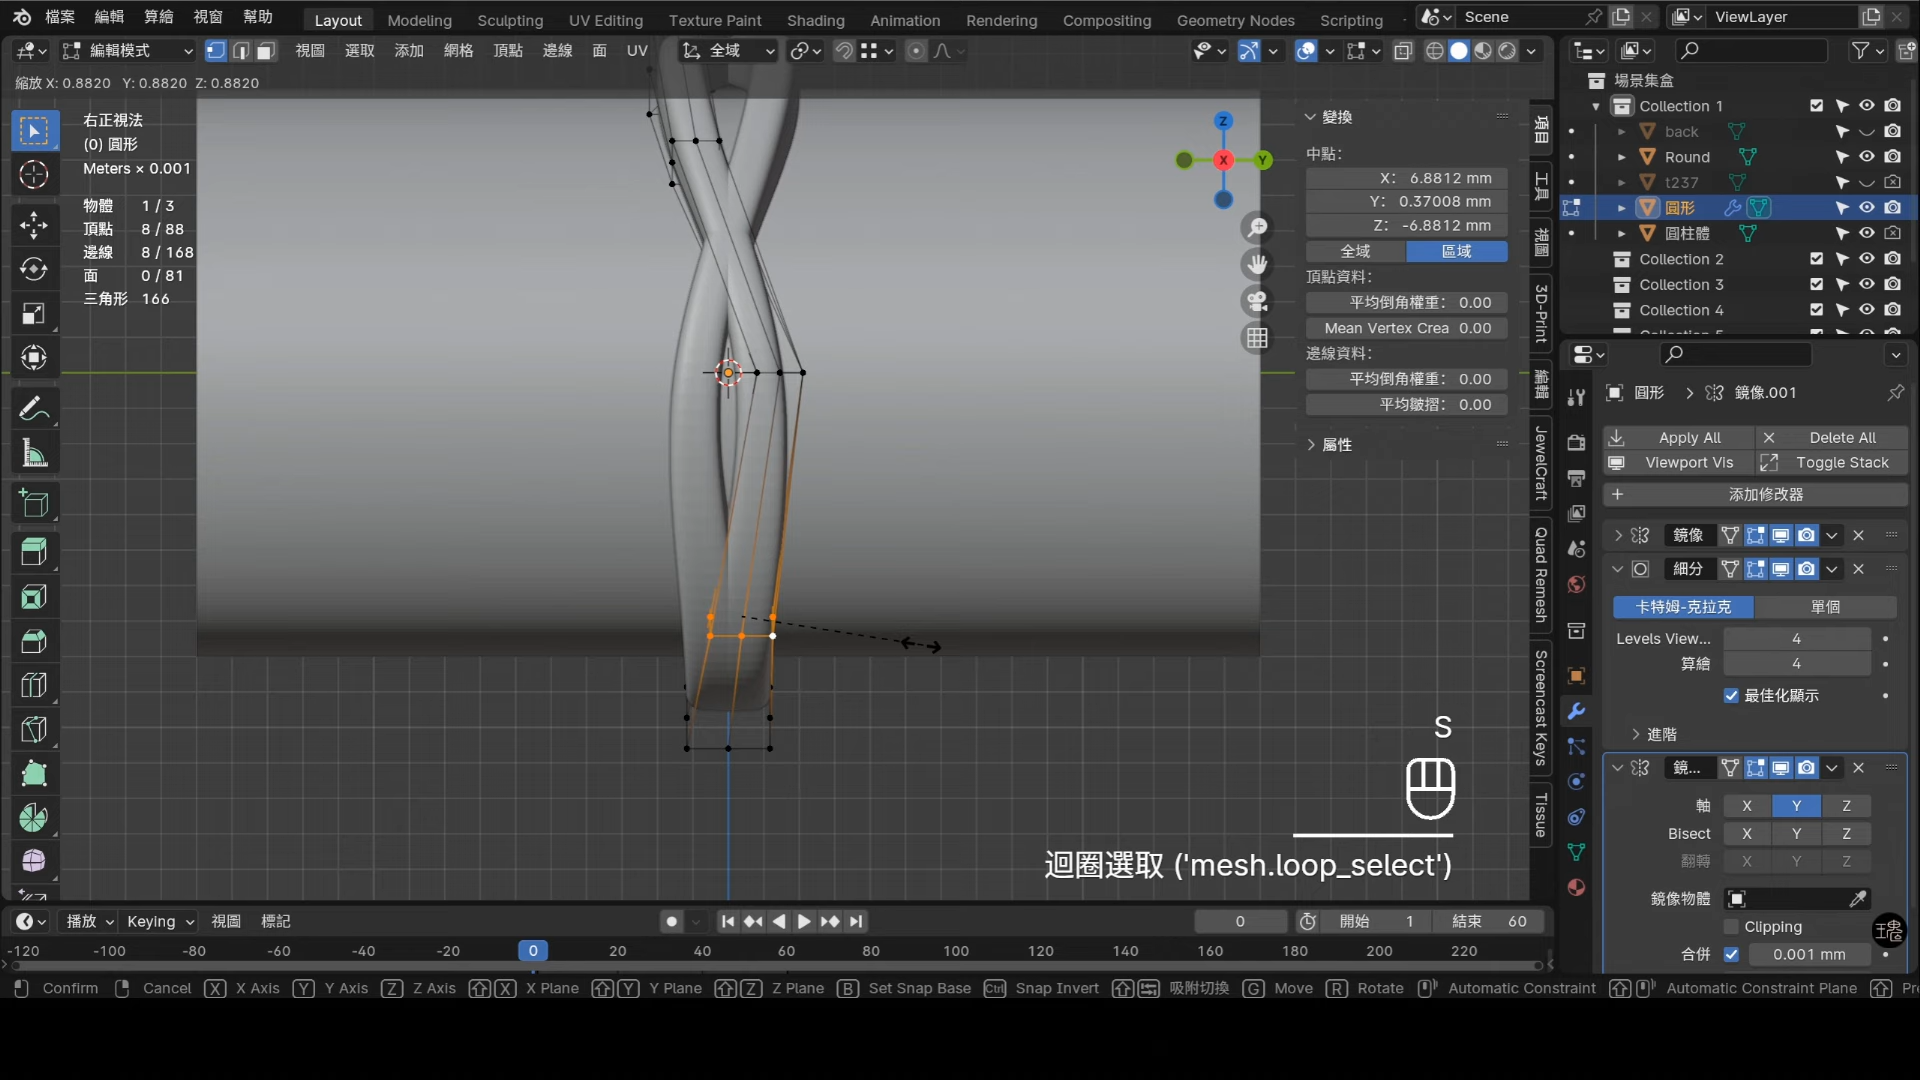 檔案 編輯 算繪 視窗 幫助 Layout Modeling Sculpting UV Editing Texture Paint Shading Animation Rendering Compositing Geometry Nodes Scripting Scene ViewLayer
編輯模式 視圖 選取 添加 網格 頂點 邊線 面 UV 全域
縮放 X: 0.8820 Y: 0.8820 Z: 0.8820
右正視法
(0) 圓形
Meters × 0.001
物體 1 / 3
頂點 8 / 88
邊線 8 / 168
面 0 / 81
三角形 166
Z
X
Y
變換
中點:
X: 6.8812 mm
Y: 0.37008 mm
Z: -6.8812 mm
全域 區域
頂點資料:
平均倒角權重: 0.00
Mean Vertex Crea 0.00
邊線資料:
平均倒角權重: 0.00
平均皺摺: 0.00
屬性
項目
工具
視圖
3D-Print
編輯
JewelCraft
Quad Remesh
Screencast Keys
Tissue
場景集盒
Collection 1
back
Round
t237
圓形
圓柱體
Collection 2
Collection 3
Collection 4
圓形 鏡像.001
Apply All Delete All
Viewport Vis Toggle Stack
添加修改器
鏡像
細分
卡特姆-克拉克 單個
Levels View... 4
算繪 4
最佳化顯示
進階
鏡...
軸 X Y Z
Bisect X Y Z
翻轉 X Y Z
鏡像物體
Clipping
合併 0.001 mm
S
迴圈選取 ('mesh.loop_select')
播放 Keying 視圖 標記 0 開始 1 結束 60
-120 -100 -80 -60 -40 -20 0 20 40 60 80 100 120 140 160 180 200 220
Confirm Cancel X X Axis Y Y Axis Z Z Axis X X Plane Y Y Plane Z Z Plane B Set Snap Base Ctrl Snap Invert 吸附切換 G Move R Rotate Automatic Constraint Automatic Constraint Plane